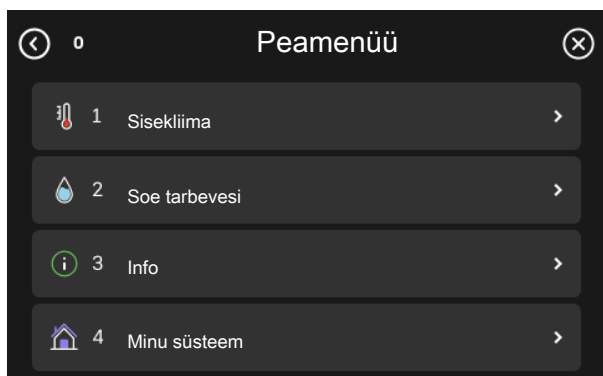 0 Peamenüü
1 Sisekliima
2 Soe tarbevesi
3 Info
4 Minu süsteem